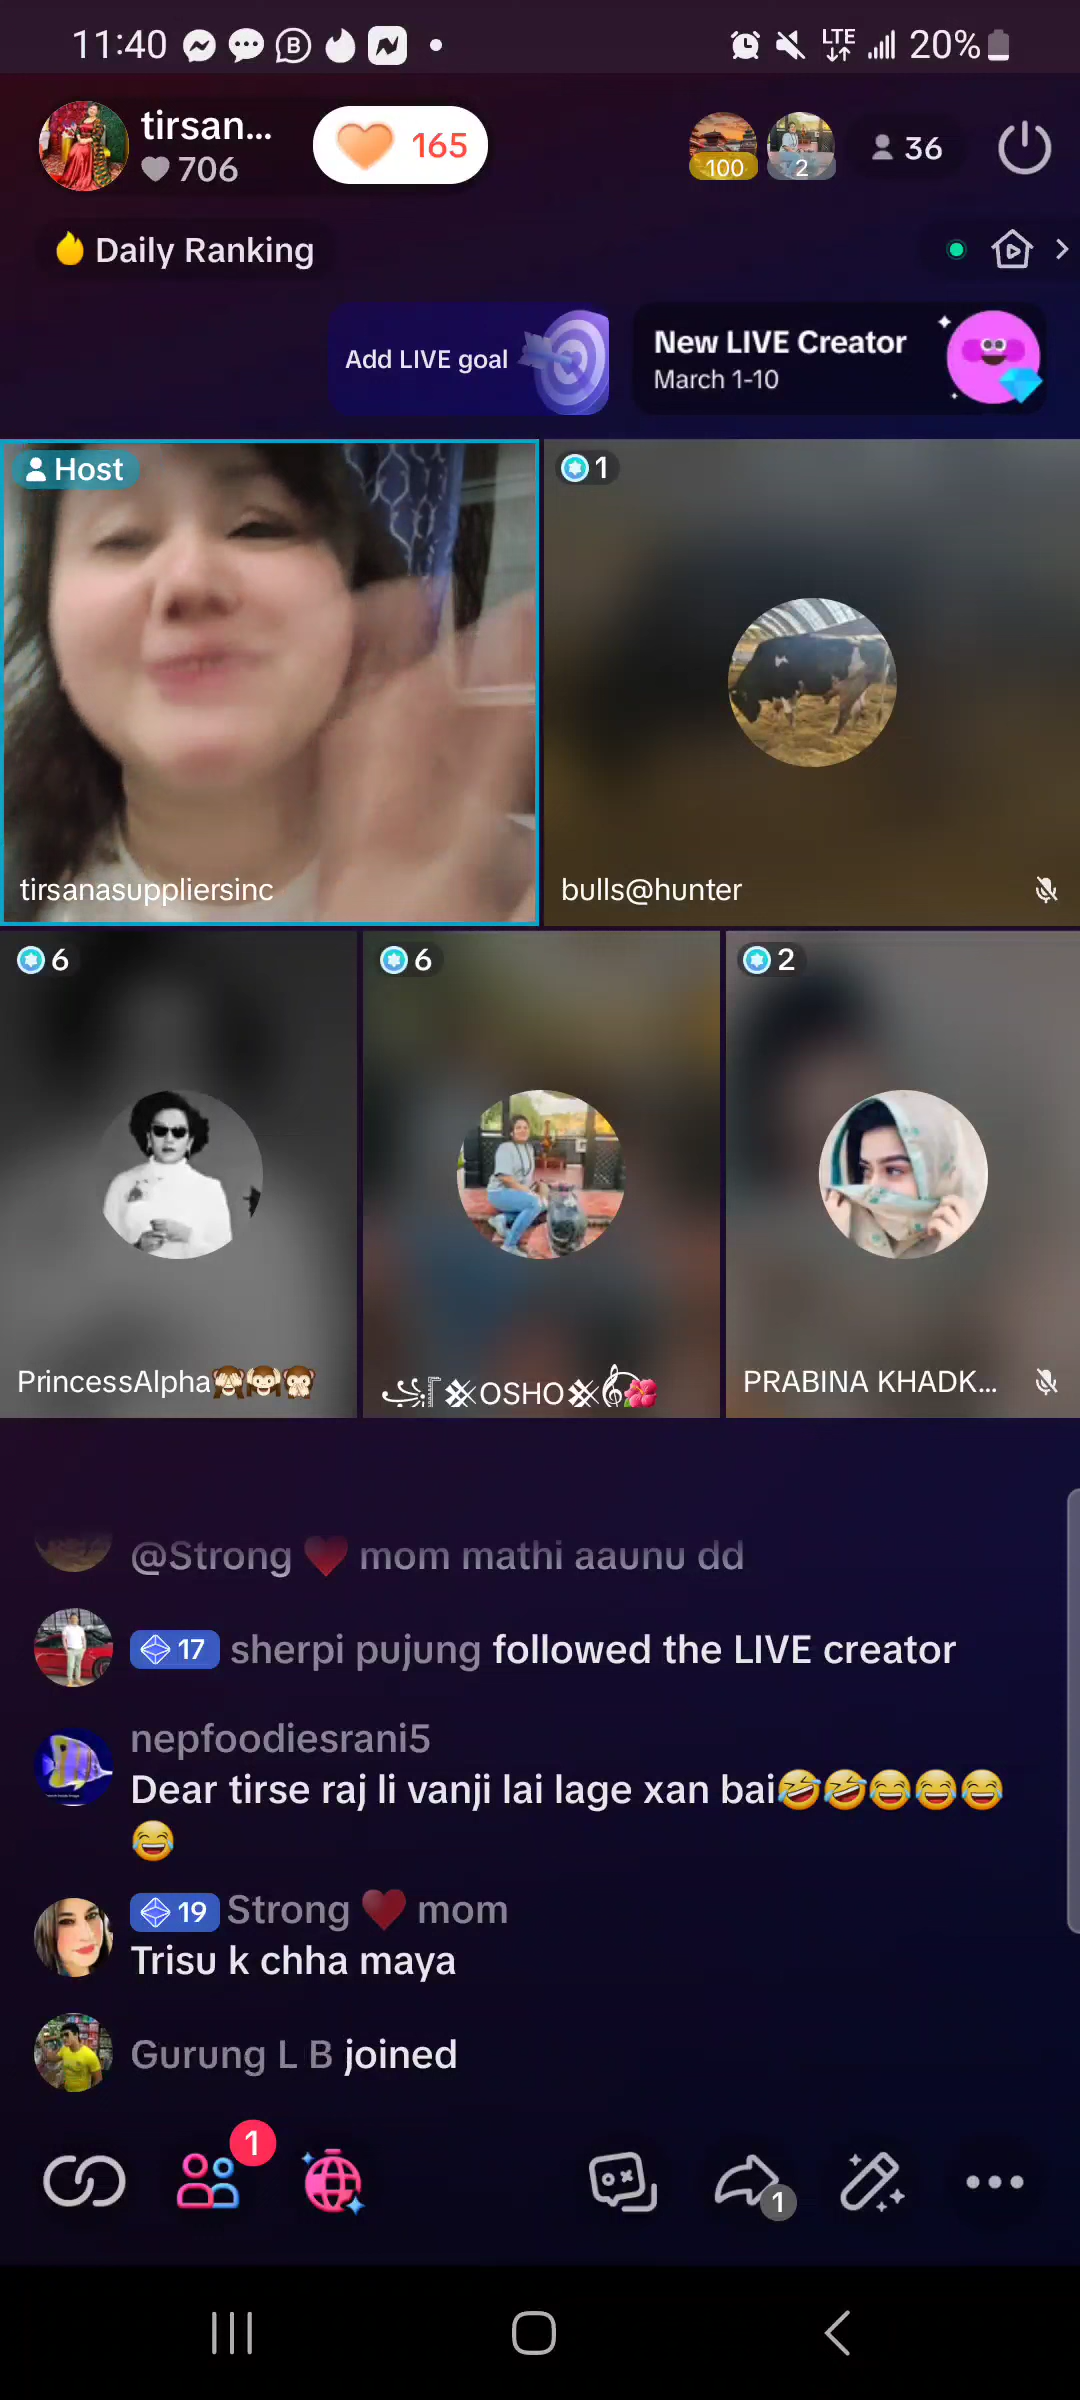 11:40
LTE
20%
tirsan...
706
165
100
2
36
Daily Ranking
Add LIVE goal
New LIVE Creator
March 1-10
Host
tirsanasuppliersinc
1
bulls@hunter
6
PrincessAlpha🙈🙉🙊
6
OSHO
2
PRABINA KHADK...
@Strong ❤️ mom mathi aaunu dd
17 sherpi pujung followed the LIVE creator
nepfoodiesrani5
Dear tirse raj li vanji lai lage xan bai🤣🤣😂😂😂
😂
19 Strong ❤️ mom
Trisu k chha maya
Gurung L B joined
1
1